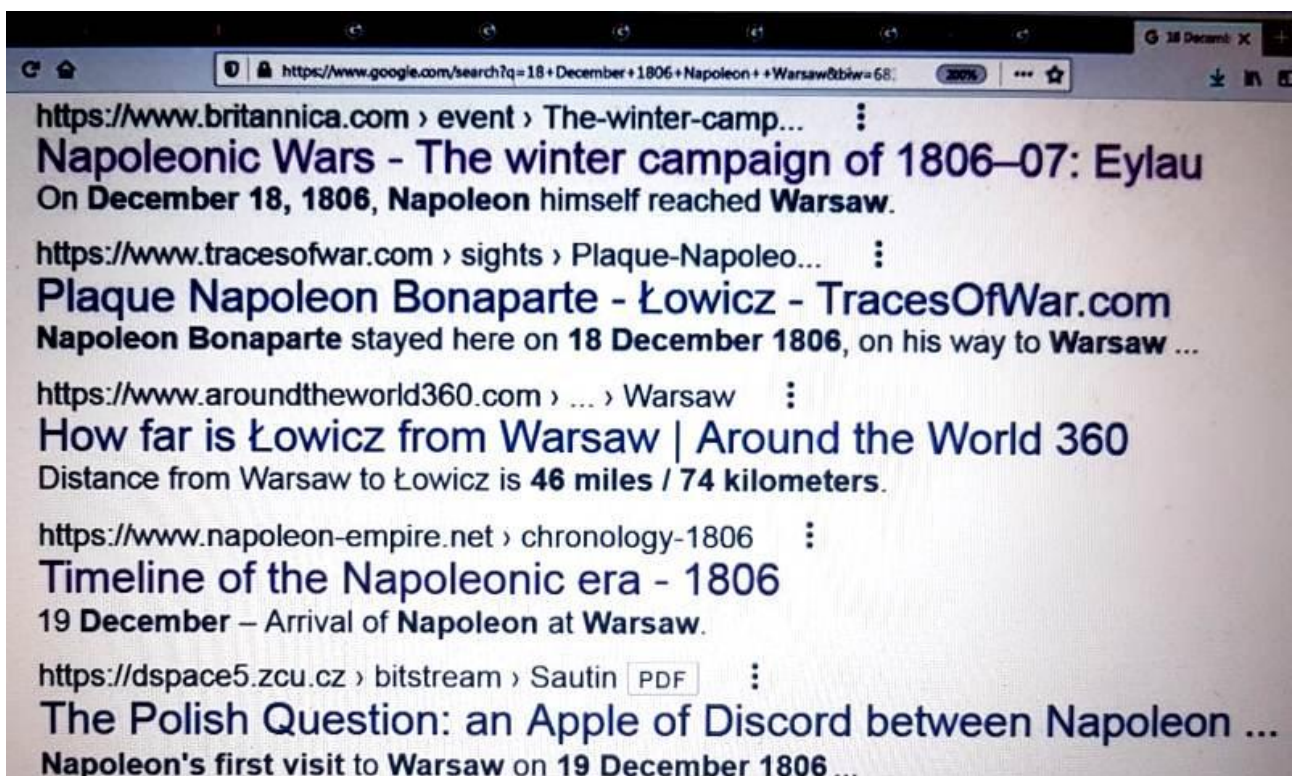 G 18 Decemb X +
https://www.google.com/search?q=18+December+1806+Napoleon++Warsaw&biw=68 200%
https://www.britannica.com › event › The-winter-camp...
Napoleonic Wars - The winter campaign of 1806–07: Eylau
On December 18, 1806, Napoleon himself reached Warsaw.
https://www.tracesofwar.com › sights › Plaque-Napoleo...
Plaque Napoleon Bonaparte - Łowicz - TracesOfWar.com
Napoleon Bonaparte stayed here on 18 December 1806, on his way to Warsaw ...
https://www.aroundtheworld360.com › ... › Warsaw
How far is Łowicz from Warsaw | Around the World 360
Distance from Warsaw to Łowicz is 46 miles / 74 kilometers.
https://www.napoleon-empire.net › chronology-1806
Timeline of the Napoleonic era - 1806
19 December – Arrival of Napoleon at Warsaw.
https://dspace5.zcu.cz › bitstream › Sautin PDF
The Polish Question: an Apple of Discord between Napoleon ...
Napoleon's first visit to Warsaw on 19 December 1806 ...